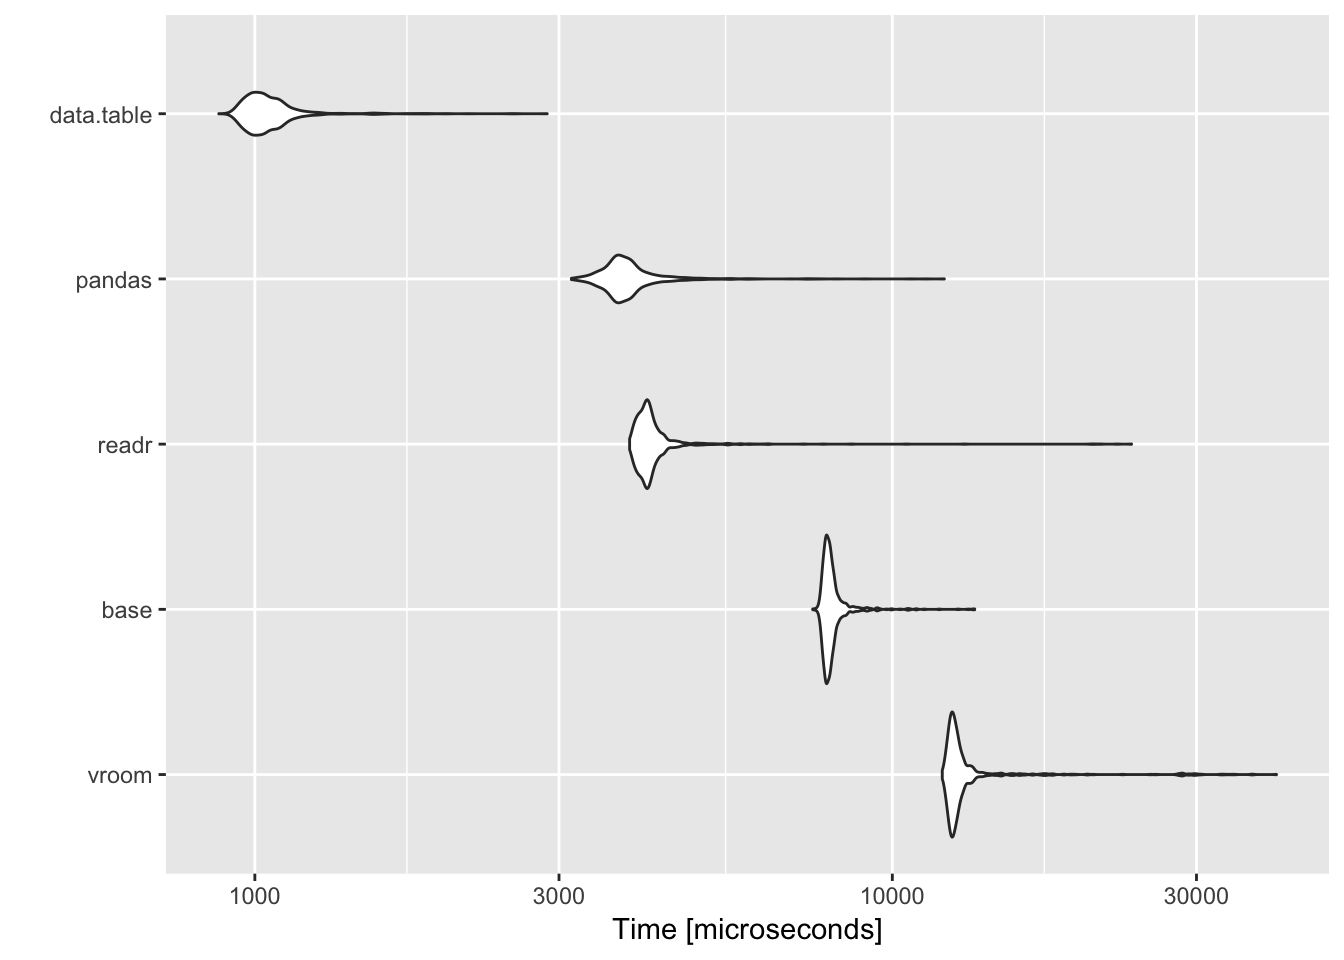 data.table
pandas
readr
base
vroom
1000 3000 10000 30000
Time [microseconds]